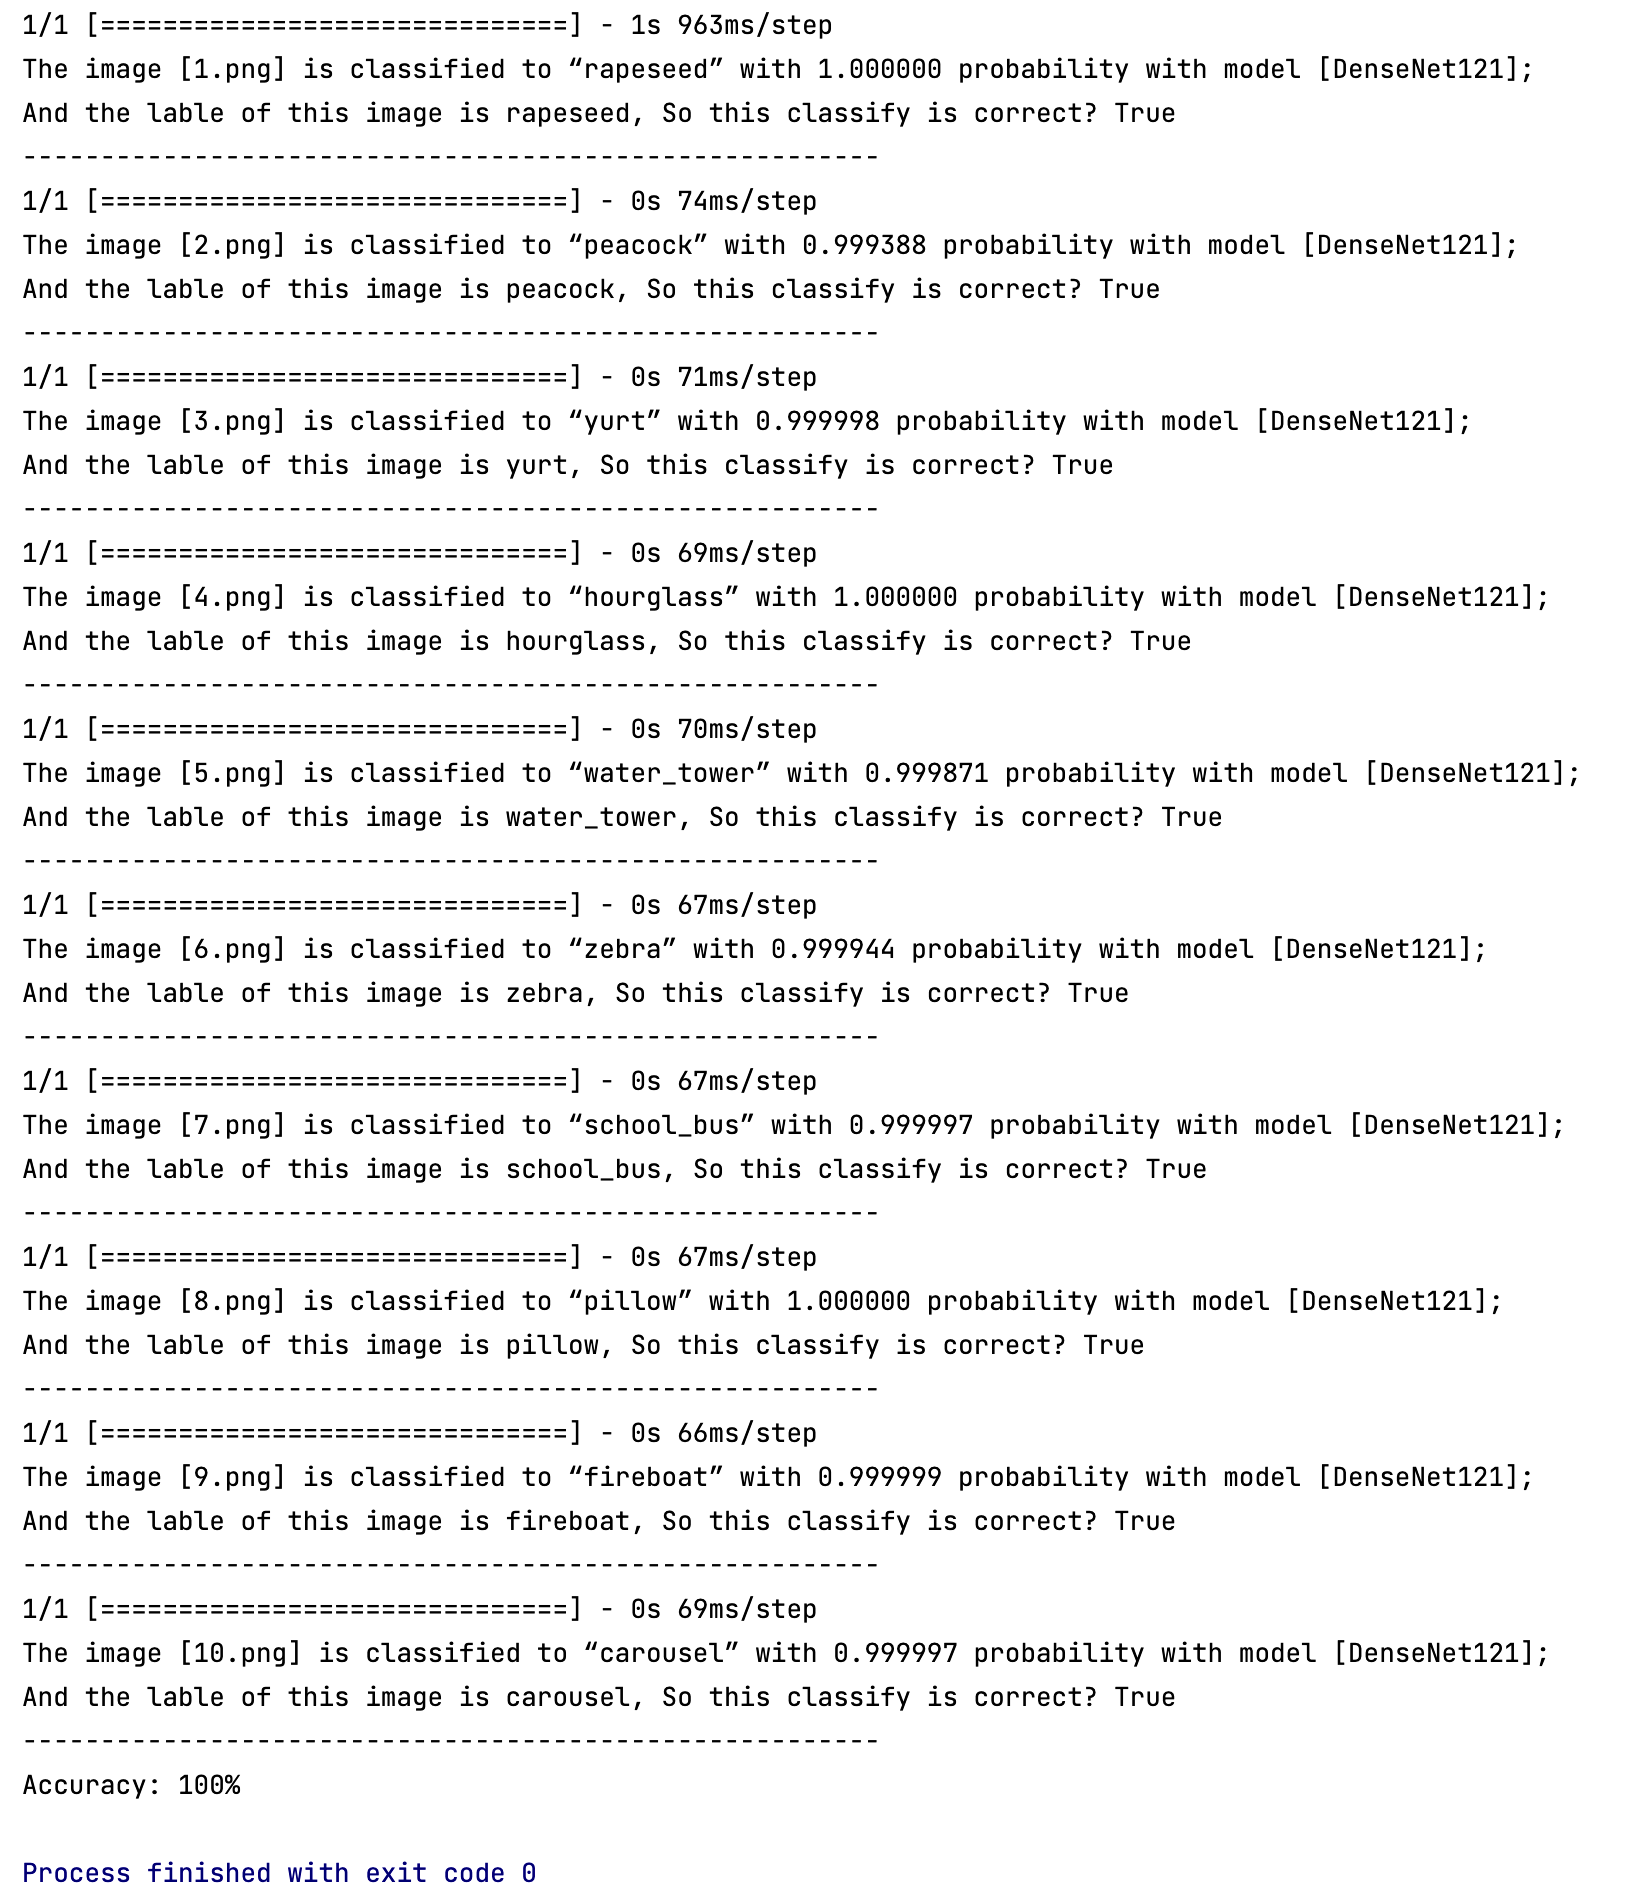 1/1 [==============================] - 1s 963ms/step
The image [1.png] is classified to “rapeseed” with 1.000000 probability with model [DenseNet121];
And the lable of this image is rapeseed, So this classify is correct? True
-------------------------------------------------------
1/1 [==============================] - 0s 74ms/step
The image [2.png] is classified to “peacock” with 0.999388 probability with model [DenseNet121];
And the lable of this image is peacock, So this classify is correct? True
-------------------------------------------------------
1/1 [==============================] - 0s 71ms/step
The image [3.png] is classified to “yurt” with 0.999998 probability with model [DenseNet121];
And the lable of this image is yurt, So this classify is correct? True
-------------------------------------------------------
1/1 [==============================] - 0s 69ms/step
The image [4.png] is classified to “hourglass” with 1.000000 probability with model [DenseNet121];
And the lable of this image is hourglass, So this classify is correct? True
-------------------------------------------------------
1/1 [==============================] - 0s 70ms/step
The image [5.png] is classified to “water_tower” with 0.999871 probability with model [DenseNet121];
And the lable of this image is water_tower, So this classify is correct? True
-------------------------------------------------------
1/1 [==============================] - 0s 67ms/step
The image [6.png] is classified to “zebra” with 0.999944 probability with model [DenseNet121];
And the lable of this image is zebra, So this classify is correct? True
-------------------------------------------------------
1/1 [==============================] - 0s 67ms/step
The image [7.png] is classified to “school_bus” with 0.999997 probability with model [DenseNet121];
And the lable of this image is school_bus, So this classify is correct? True
-------------------------------------------------------
1/1 [==============================] - 0s 67ms/step
The image [8.png] is classified to “pillow” with 1.000000 probability with model [DenseNet121];
And the lable of this image is pillow, So this classify is correct? True
-------------------------------------------------------
1/1 [==============================] - 0s 66ms/step
The image [9.png] is classified to “fireboat” with 0.999999 probability with model [DenseNet121];
And the lable of this image is fireboat, So this classify is correct? True
-------------------------------------------------------
1/1 [==============================] - 0s 69ms/step
The image [10.png] is classified to “carousel” with 0.999997 probability with model [DenseNet121];
And the lable of this image is carousel, So this classify is correct? True
-------------------------------------------------------
Accuracy: 100%
Process finished with exit code 0